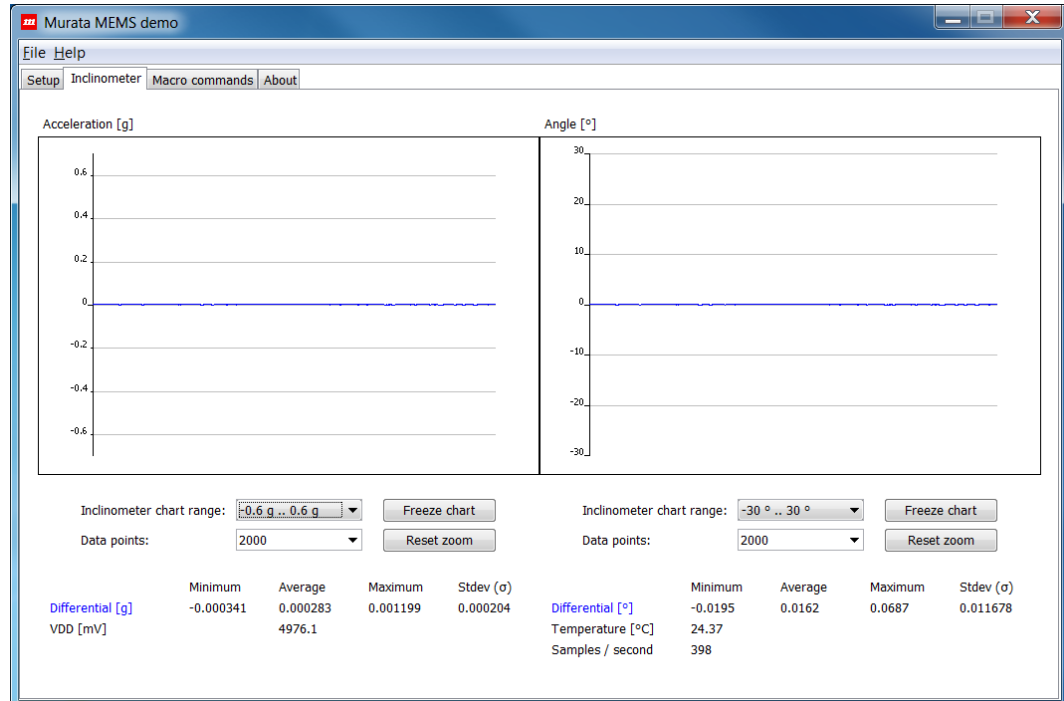 m Murata MEMS demo
File Help
Setup Inclinometer Macro commands About
Acceleration [g]
0.6
0.4
0.2
0
-0.2
-0.4
-0.6
Angle [°]
30
20
10
0
-10
-20
-30
Inclinometer chart range: -0.6 g .. 0.6 g Freeze chart
Data points: 2000 Reset zoom
Inclinometer chart range: -30 ° .. 30 ° Freeze chart
Data points: 2000 Reset zoom
Minimum Average Maximum Stdev (σ)
Differential [g] -0.000341 0.000283 0.001199 0.000204
VDD [mV] 4976.1
Minimum Average Maximum Stdev (σ)
Differential [°] -0.0195 0.0162 0.0687 0.011678
Temperature [°C] 24.37
Samples / second 398